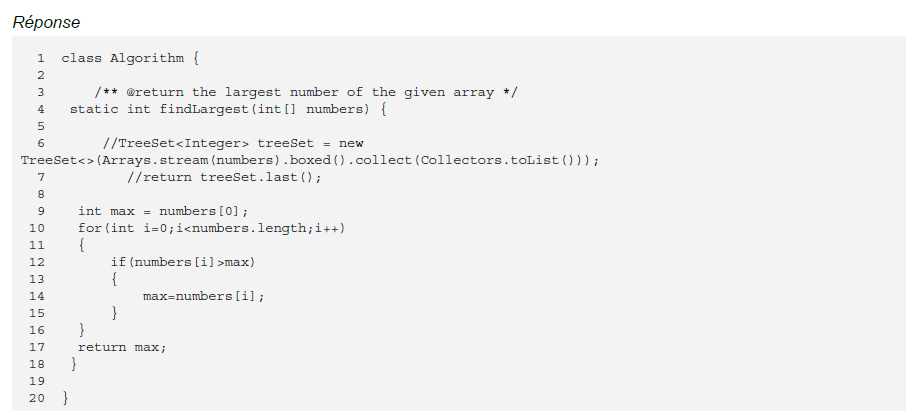 Réponse
1 class Algorithm {
2
3 /** @return the largest number of the given array */
4 static int findLargest(int[] numbers) {
5
6 //TreeSet<Integer> treeSet = new
TreeSet<>(Arrays.stream(numbers).boxed().collect(Collectors.toList()));
7 //return treeSet.last();
8
9 int max = numbers[0];
10 for(int i=0;i<numbers.length;i++)
11 {
12 if(numbers[i]>max)
13 {
14 max=numbers[i];
15 }
16 }
17 return max;
18 }
19
20 }